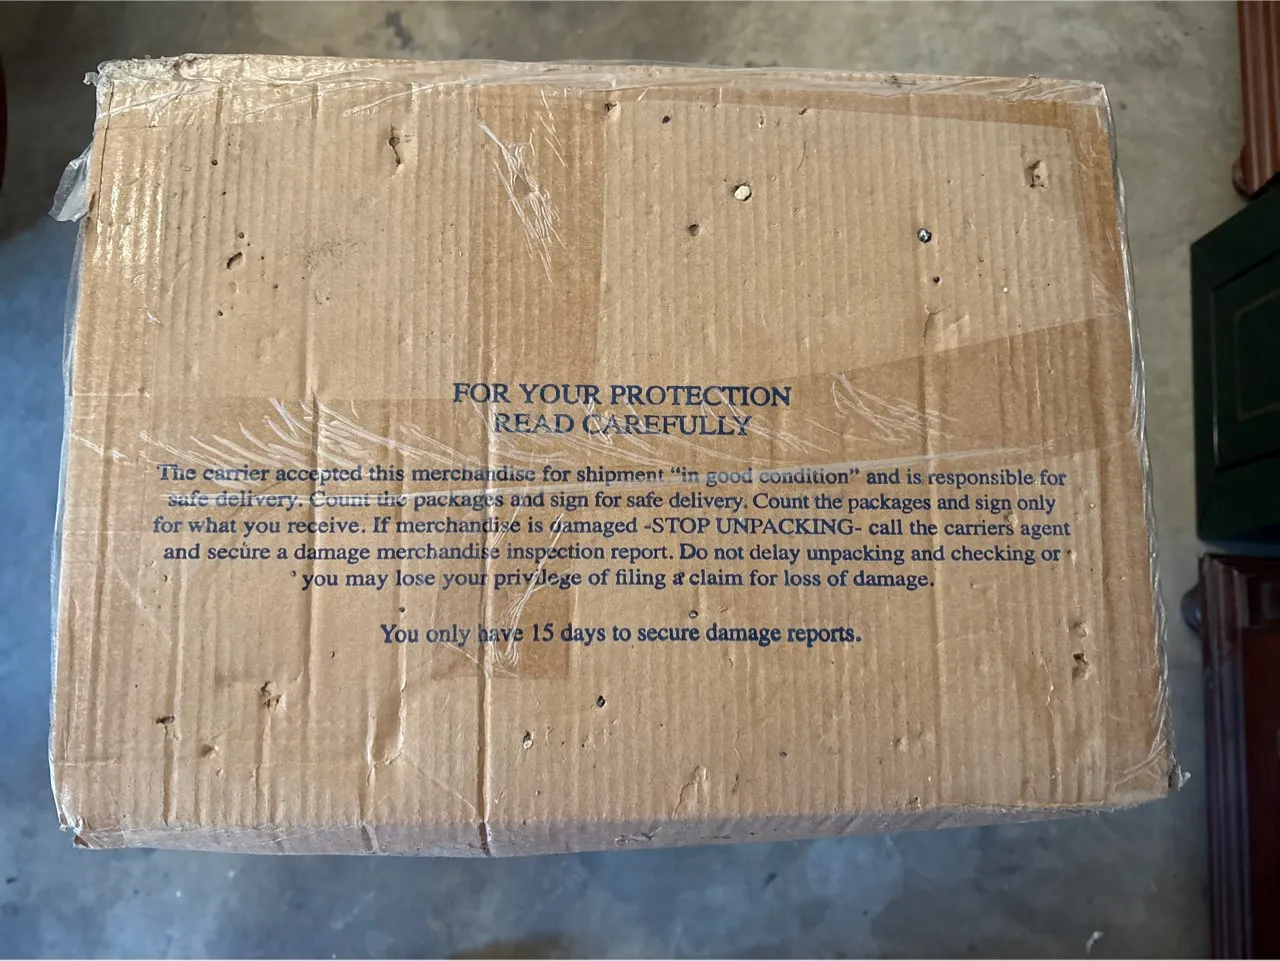 FOR YOUR PROTECTION
READ CAREFULLY
The carrier accepted this merchandise for shipment “in good condition” and is responsible for
safe delivery. Count the packages and sign for safe delivery. Count the packages and sign only
for what you receive. If merchandise is damaged -STOP UNPACKING- call the carriers agent
and secure a damage merchandise inspection report. Do not delay unpacking and checking or
you may lose your privilege of filing a claim for loss of damage.
You only have 15 days to secure damage reports.